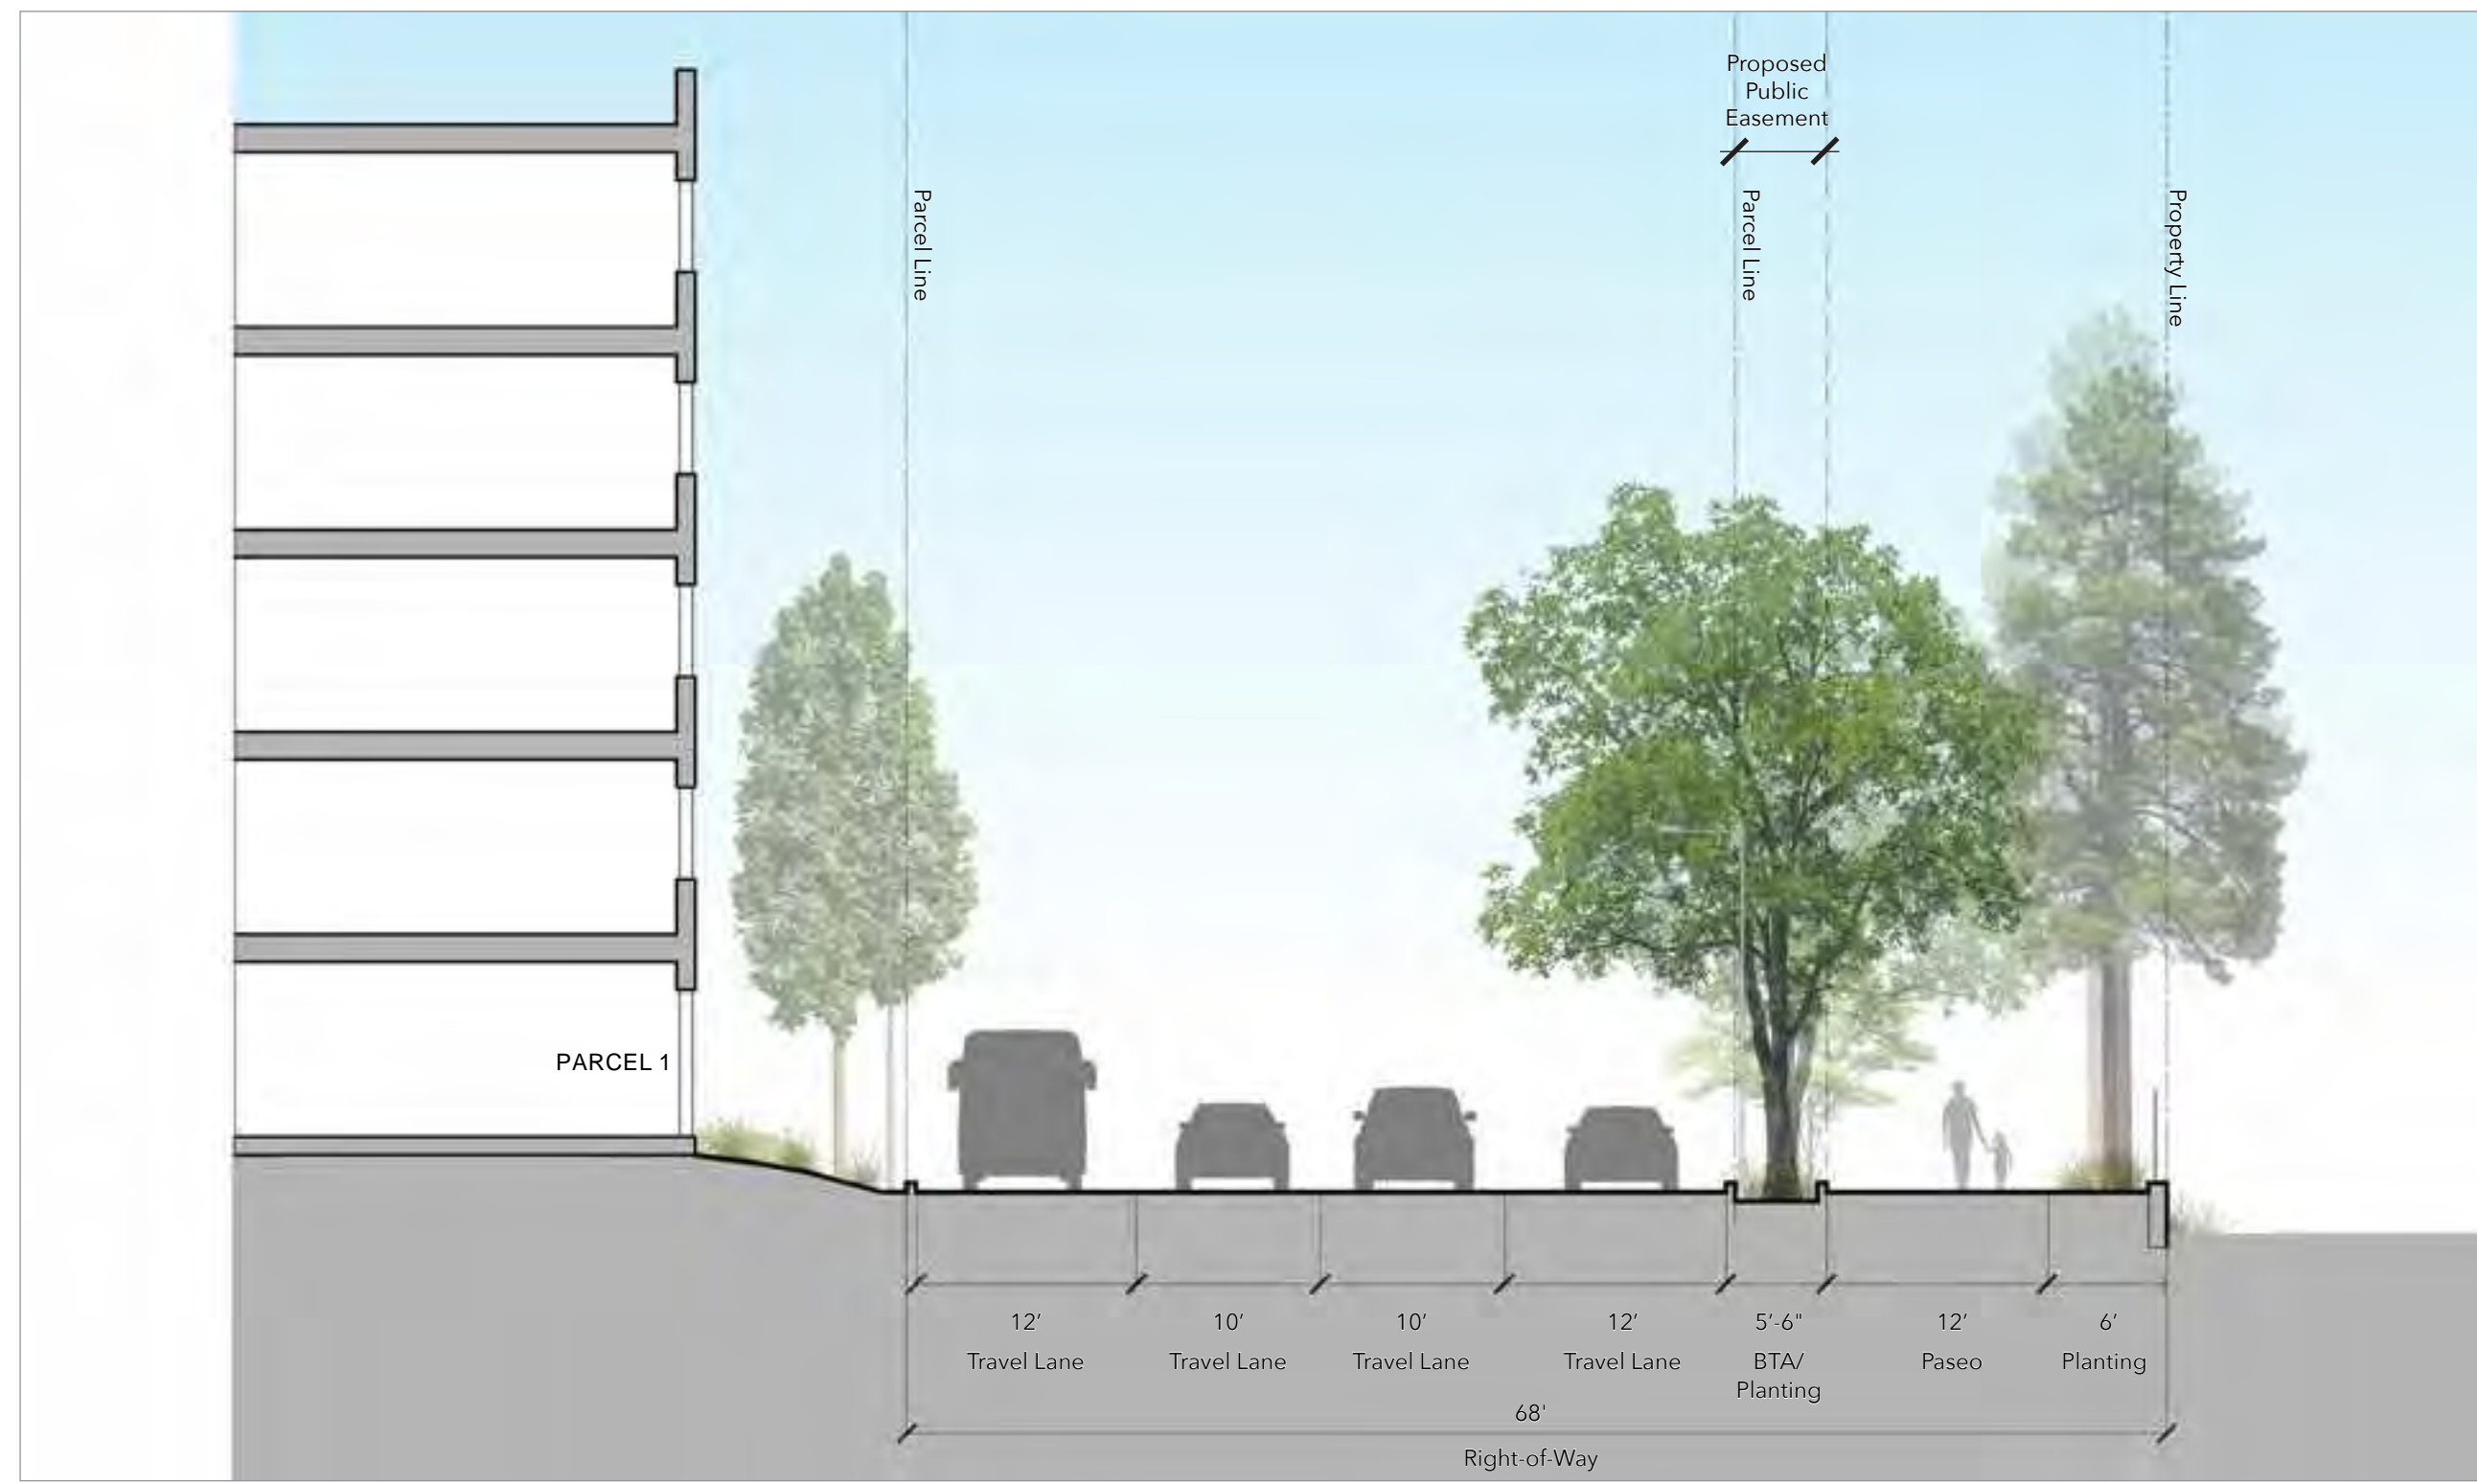 Proposed
Public
Easement
Parcel Line
Parcel Line
Property Line
PARCEL 1
12’
10’
10’
12’
5’-6"
12’
6’
Travel Lane
Travel Lane
Travel Lane
Travel Lane
BTA/
Planting
Paseo
Planting
68'
Right-of-Way